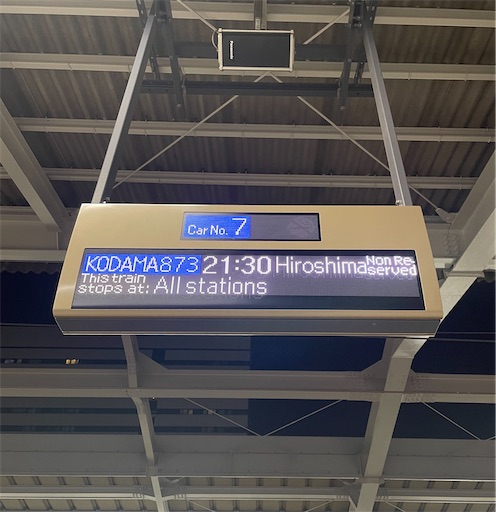 Car No. 7
KODAMA873 21:30 Hiroshima Non Re-served
This train stops at: All stations